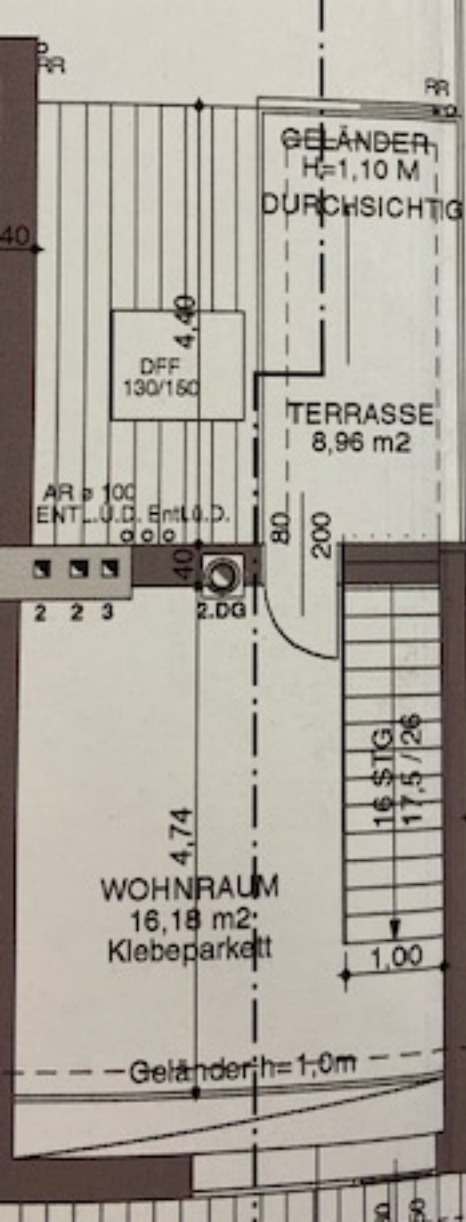 RR
RR
GELÄNDER
H=1,10 M
DURCHSICHTIG
40
4,40
DFF
130/150
TERRASSE
8,96 m2
AR ø 100
ENTL.Ü.D. Entl.ü.D.
80
200
40
2 2 3
2.DG
16 STG
17,5 / 26
4,74
WOHNRAUM
16,18 m2
Klebeparkett
1,00
Geländer h=1,0m